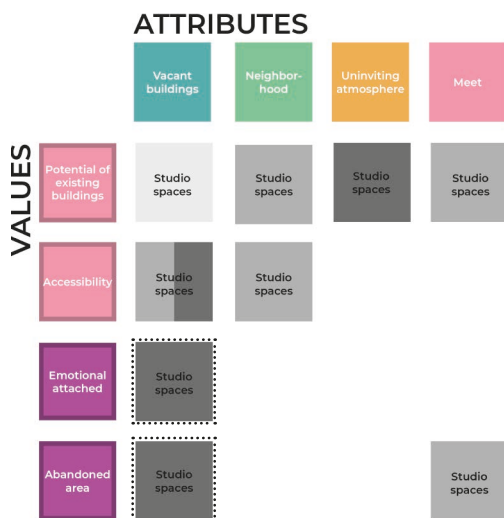 ATTRIBUTES
Vacant
buildings
Neighbor-
hood
Uninviting
atmosphere
Meet
VALUES
Potential of
existing
buildings
Studio
spaces
Studio
spaces
Studio
spaces
Studio
spaces
Accessibility
Studio
spaces
Studio
spaces
Emotional
attached
Studio
spaces
Abandoned
area
Studio
spaces
Studio
spaces